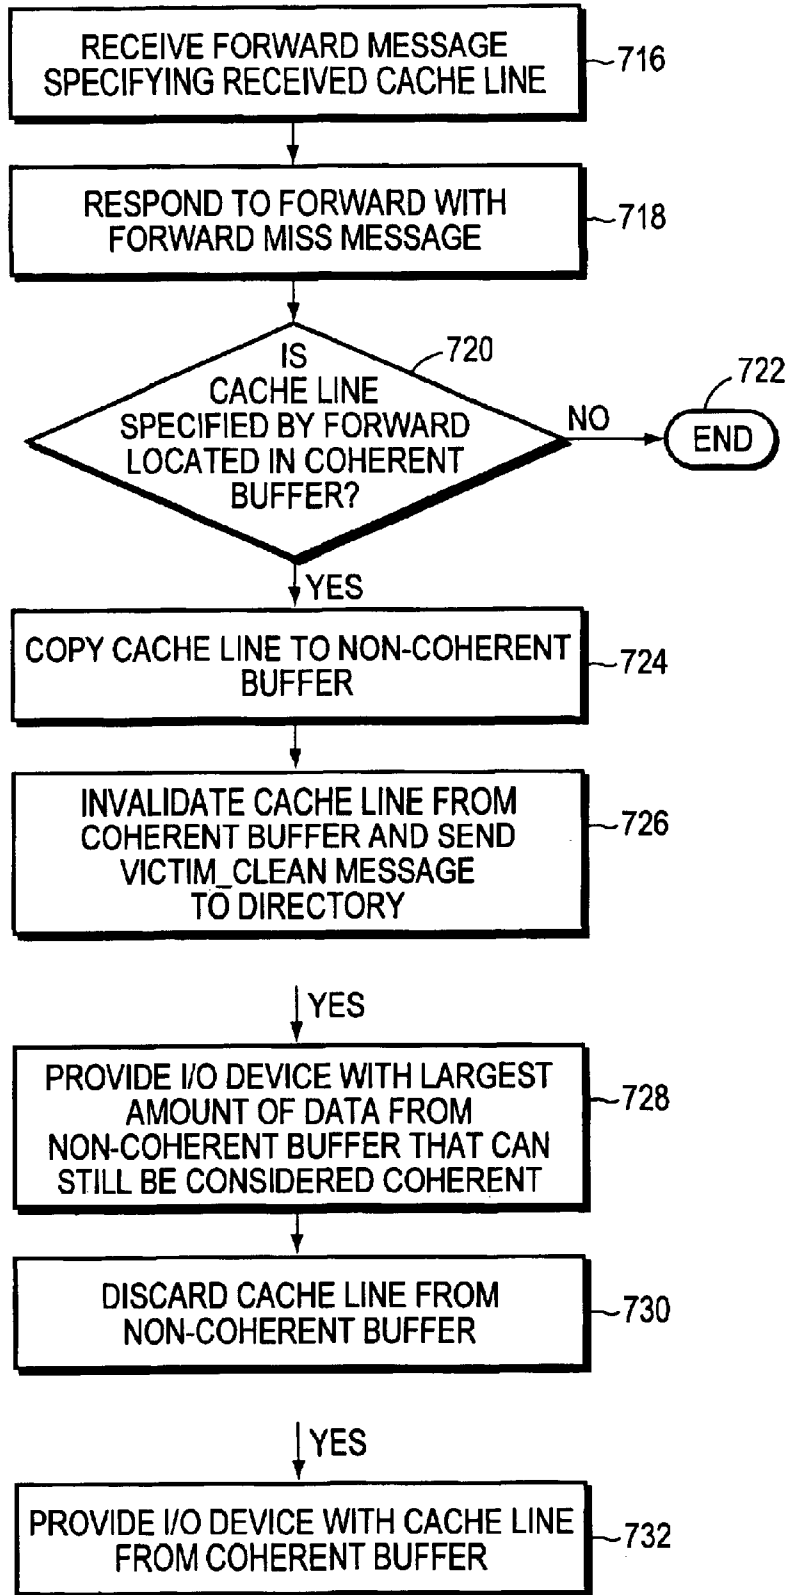 RECEIVE FORWARD MESSAGE
SPECIFYING RECEIVED CACHE LINE
716
RESPOND TO FORWARD WITH
FORWARD MISS MESSAGE
718
IS
CACHE LINE
SPECIFIED BY FORWARD
LOCATED IN COHERENT
BUFFER?
720
NO
722
END
YES
COPY CACHE LINE TO NON-COHERENT
BUFFER
724
INVALIDATE CACHE LINE FROM
COHERENT BUFFER AND SEND
VICTIM_CLEAN MESSAGE
TO DIRECTORY
726
YES
PROVIDE I/O DEVICE WITH LARGEST
AMOUNT OF DATA FROM
NON-COHERENT BUFFER THAT CAN
STILL BE CONSIDERED COHERENT
728
DISCARD CACHE LINE FROM
NON-COHERENT BUFFER
730
YES
PROVIDE I/O DEVICE WITH CACHE LINE
FROM COHERENT BUFFER
732